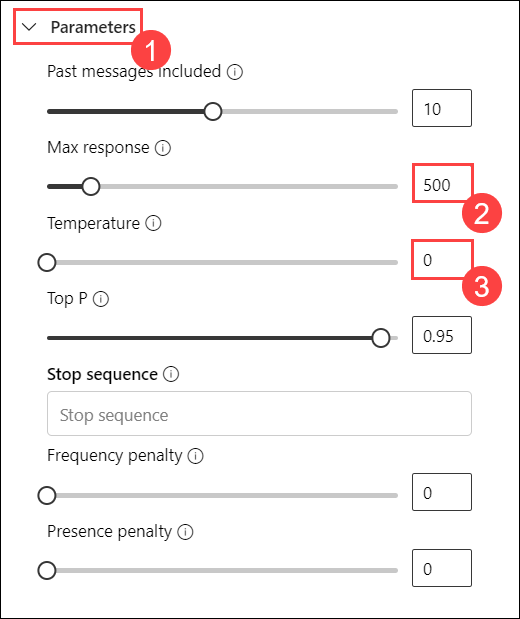 Parameters
1
Past messages included
10
Max response
500
2
Temperature
0
3
Top P
0.95
Stop sequence
Stop sequence
Frequency penalty
0
Presence penalty
0